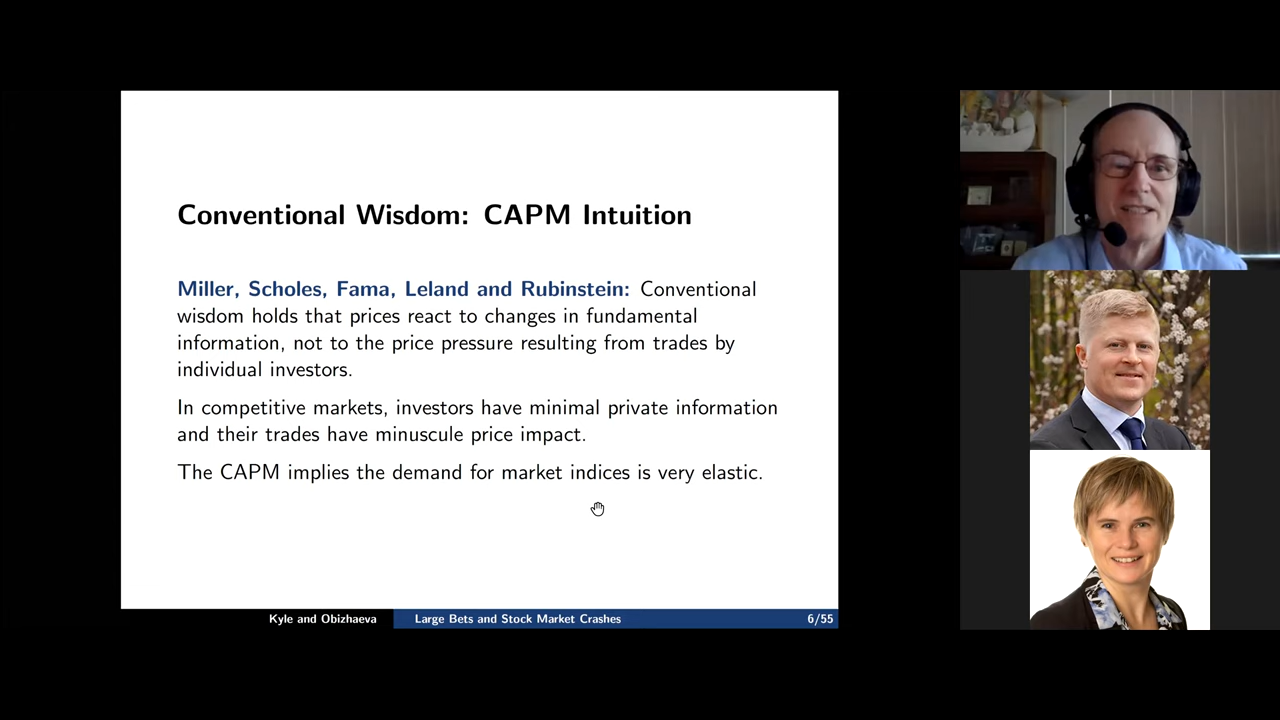 Conventional Wisdom: CAPM Intuition
Miller, Scholes, Fama, Leland and Rubinstein: Conventional
wisdom holds that prices react to changes in fundamental
information, not to the price pressure resulting from trades by
individual investors.
In competitive markets, investors have minimal private information
and their trades have minuscule price impact.
The CAPM implies the demand for market indices is very elastic.
Kyle and Obizhaeva
Large Bets and Stock Market Crashes
6/55